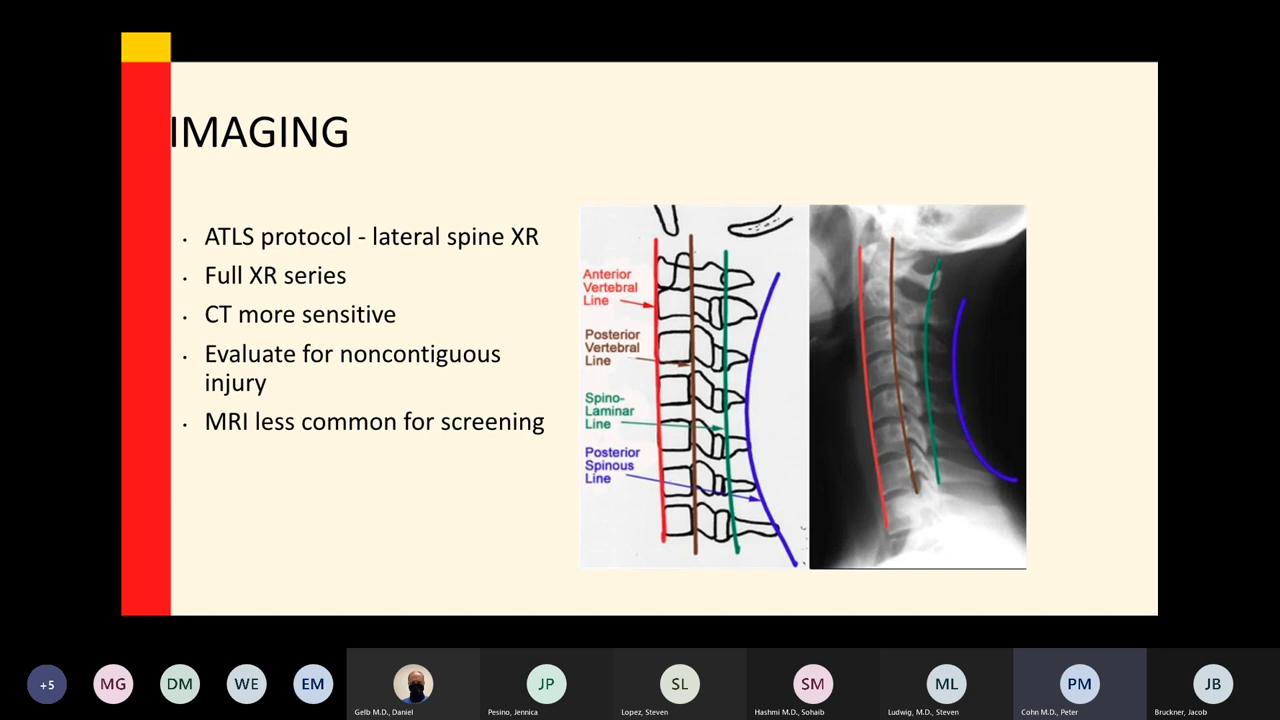 IMAGING
. ATLS protocol - lateral spine XR
. Full XR series
. CT more sensitive
. Evaluate for noncontiguous
injury
. MRI less common for screening
Anterior
Vertebral
Line
Posterior
Vertebral
Line
Spino-
Laminar
Line
Posterior
Spinous
Line
+5
MG
DM
WE
EM
Gelb M.D., Daniel
JP
Pesino, Jennica
SL
Lopez, Steven
SM
Hashmi M.D., Sohaib
ML
Ludwig, M.D., Steven
PM
Cohn M.D., Peter
JB
Bruckner, Jacob